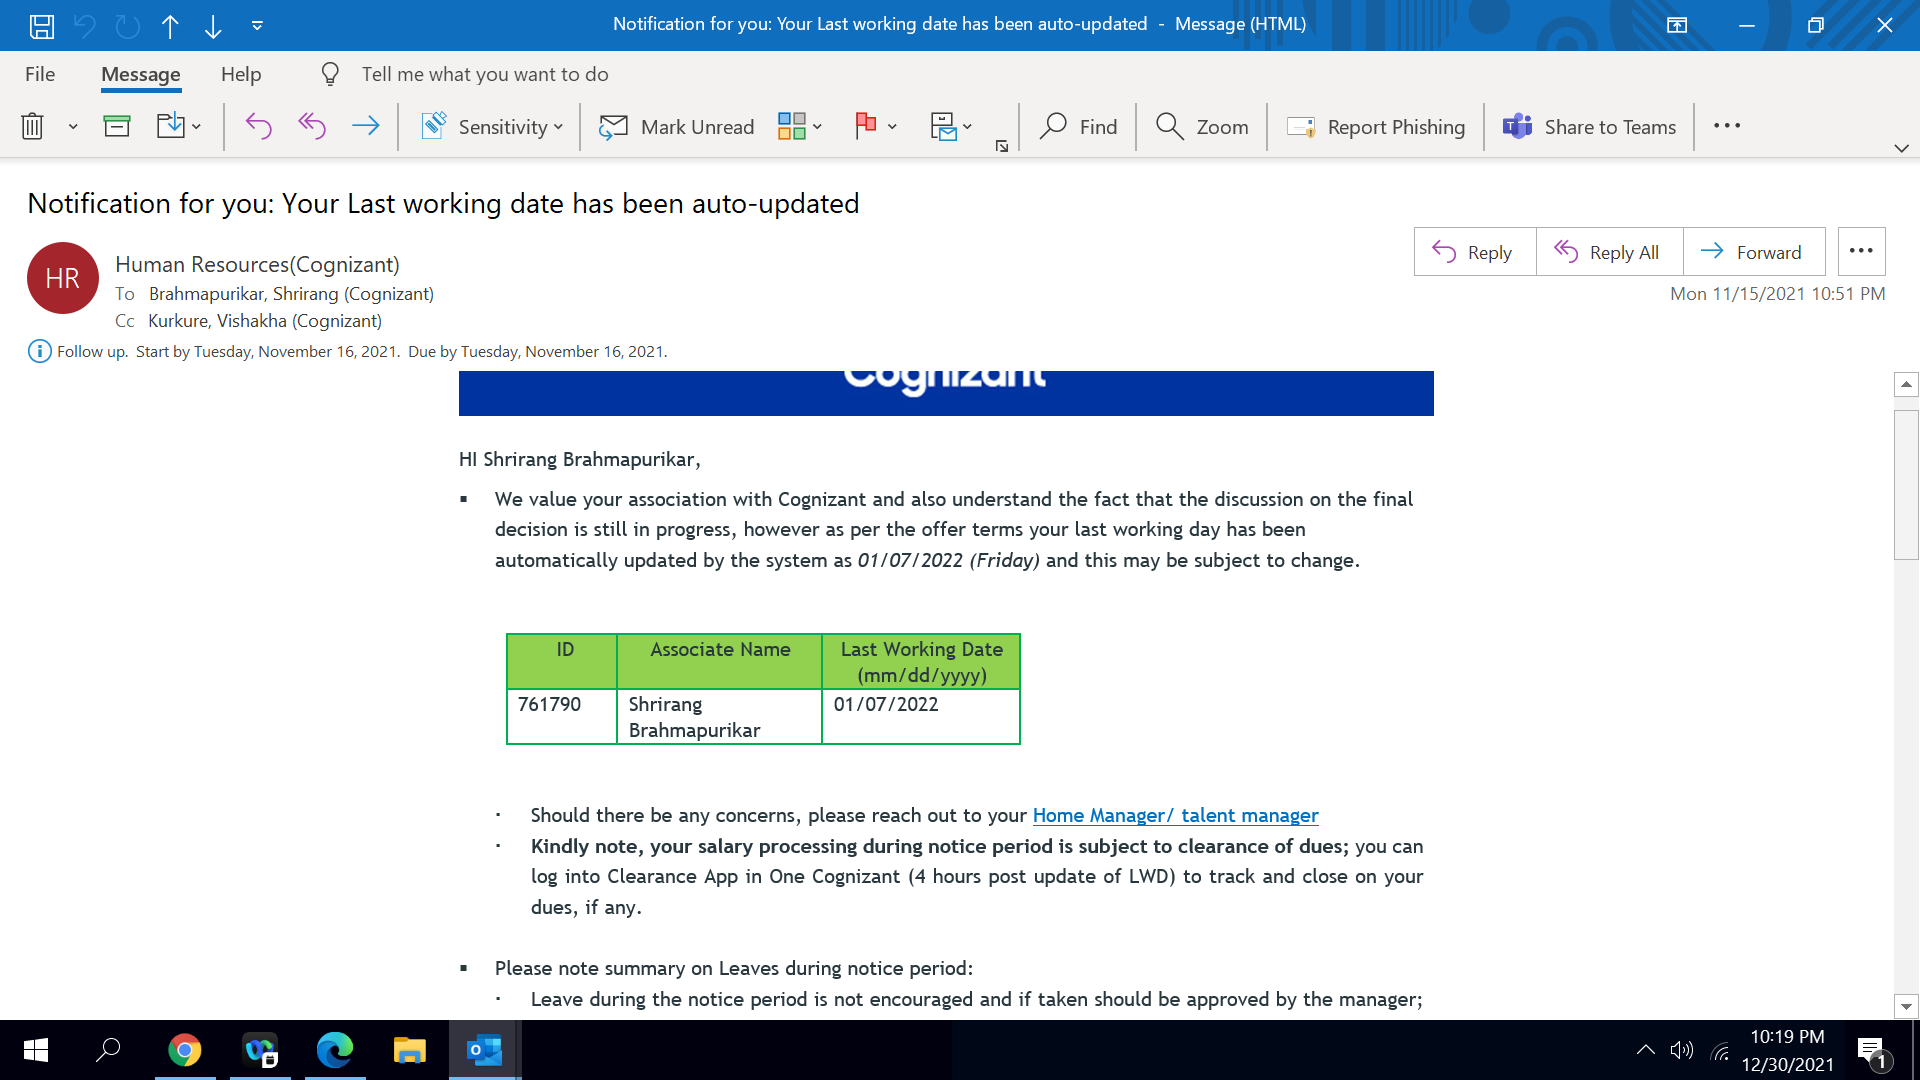 Notification for you: Your Last working date has been auto-updated - Message (HTML)
File Message Help Tell me what you want to do
Sensitivity Mark Unread Find Zoom Report Phishing Share to Teams
Notification for you: Your Last working date has been auto-updated
HR
Human Resources(Cognizant)
To Brahmapurikar, Shrirang (Cognizant)
Cc Kurkure, Vishakha (Cognizant)
Reply Reply All Forward
Mon 11/15/2021 10:51 PM
Follow up. Start by Tuesday, November 16, 2021. Due by Tuesday, November 16, 2021.
Cognizant
HI Shrirang Brahmapurikar,
▪ We value your association with Cognizant and also understand the fact that the discussion on the final
decision is still in progress, however as per the offer terms your last working day has been
automatically updated by the system as 01/07/2022 (Friday) and this may be subject to change.
ID Associate Name Last Working Date
(mm/dd/yyyy)
761790 Shrirang 01/07/2022
Brahmapurikar
· Should there be any concerns, please reach out to your Home Manager/ talent manager
· Kindly note, your salary processing during notice period is subject to clearance of dues; you can
log into Clearance App in One Cognizant (4 hours post update of LWD) to track and close on your
dues, if any.
▪ Please note summary on Leaves during notice period:
· Leave during the notice period is not encouraged and if taken should be approved by the manager;
10:19 PM
12/30/2021
1